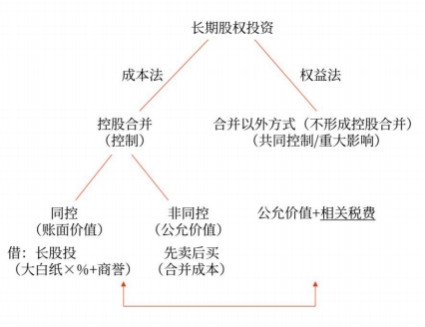 长期股权投资
成本法
权益法
控股合并
（控制）
合并以外方式（不形成控股合并）
（共同控制/重大影响）
同控
（账面价值）
非同控
（公允价值）
公允价值+相关税费
借：长股投
（大白纸×%+商誉）
先卖后买
（合并成本）